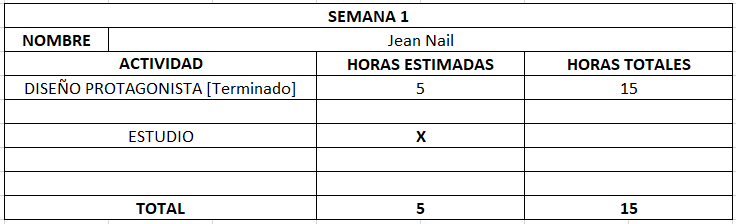 SEMANA 1
NOMBRE Jean Nail
ACTIVIDAD HORAS ESTIMADAS HORAS TOTALES
DISEÑO PROTAGONISTA [Terminado] 5 15
ESTUDIO X
TOTAL 5 15